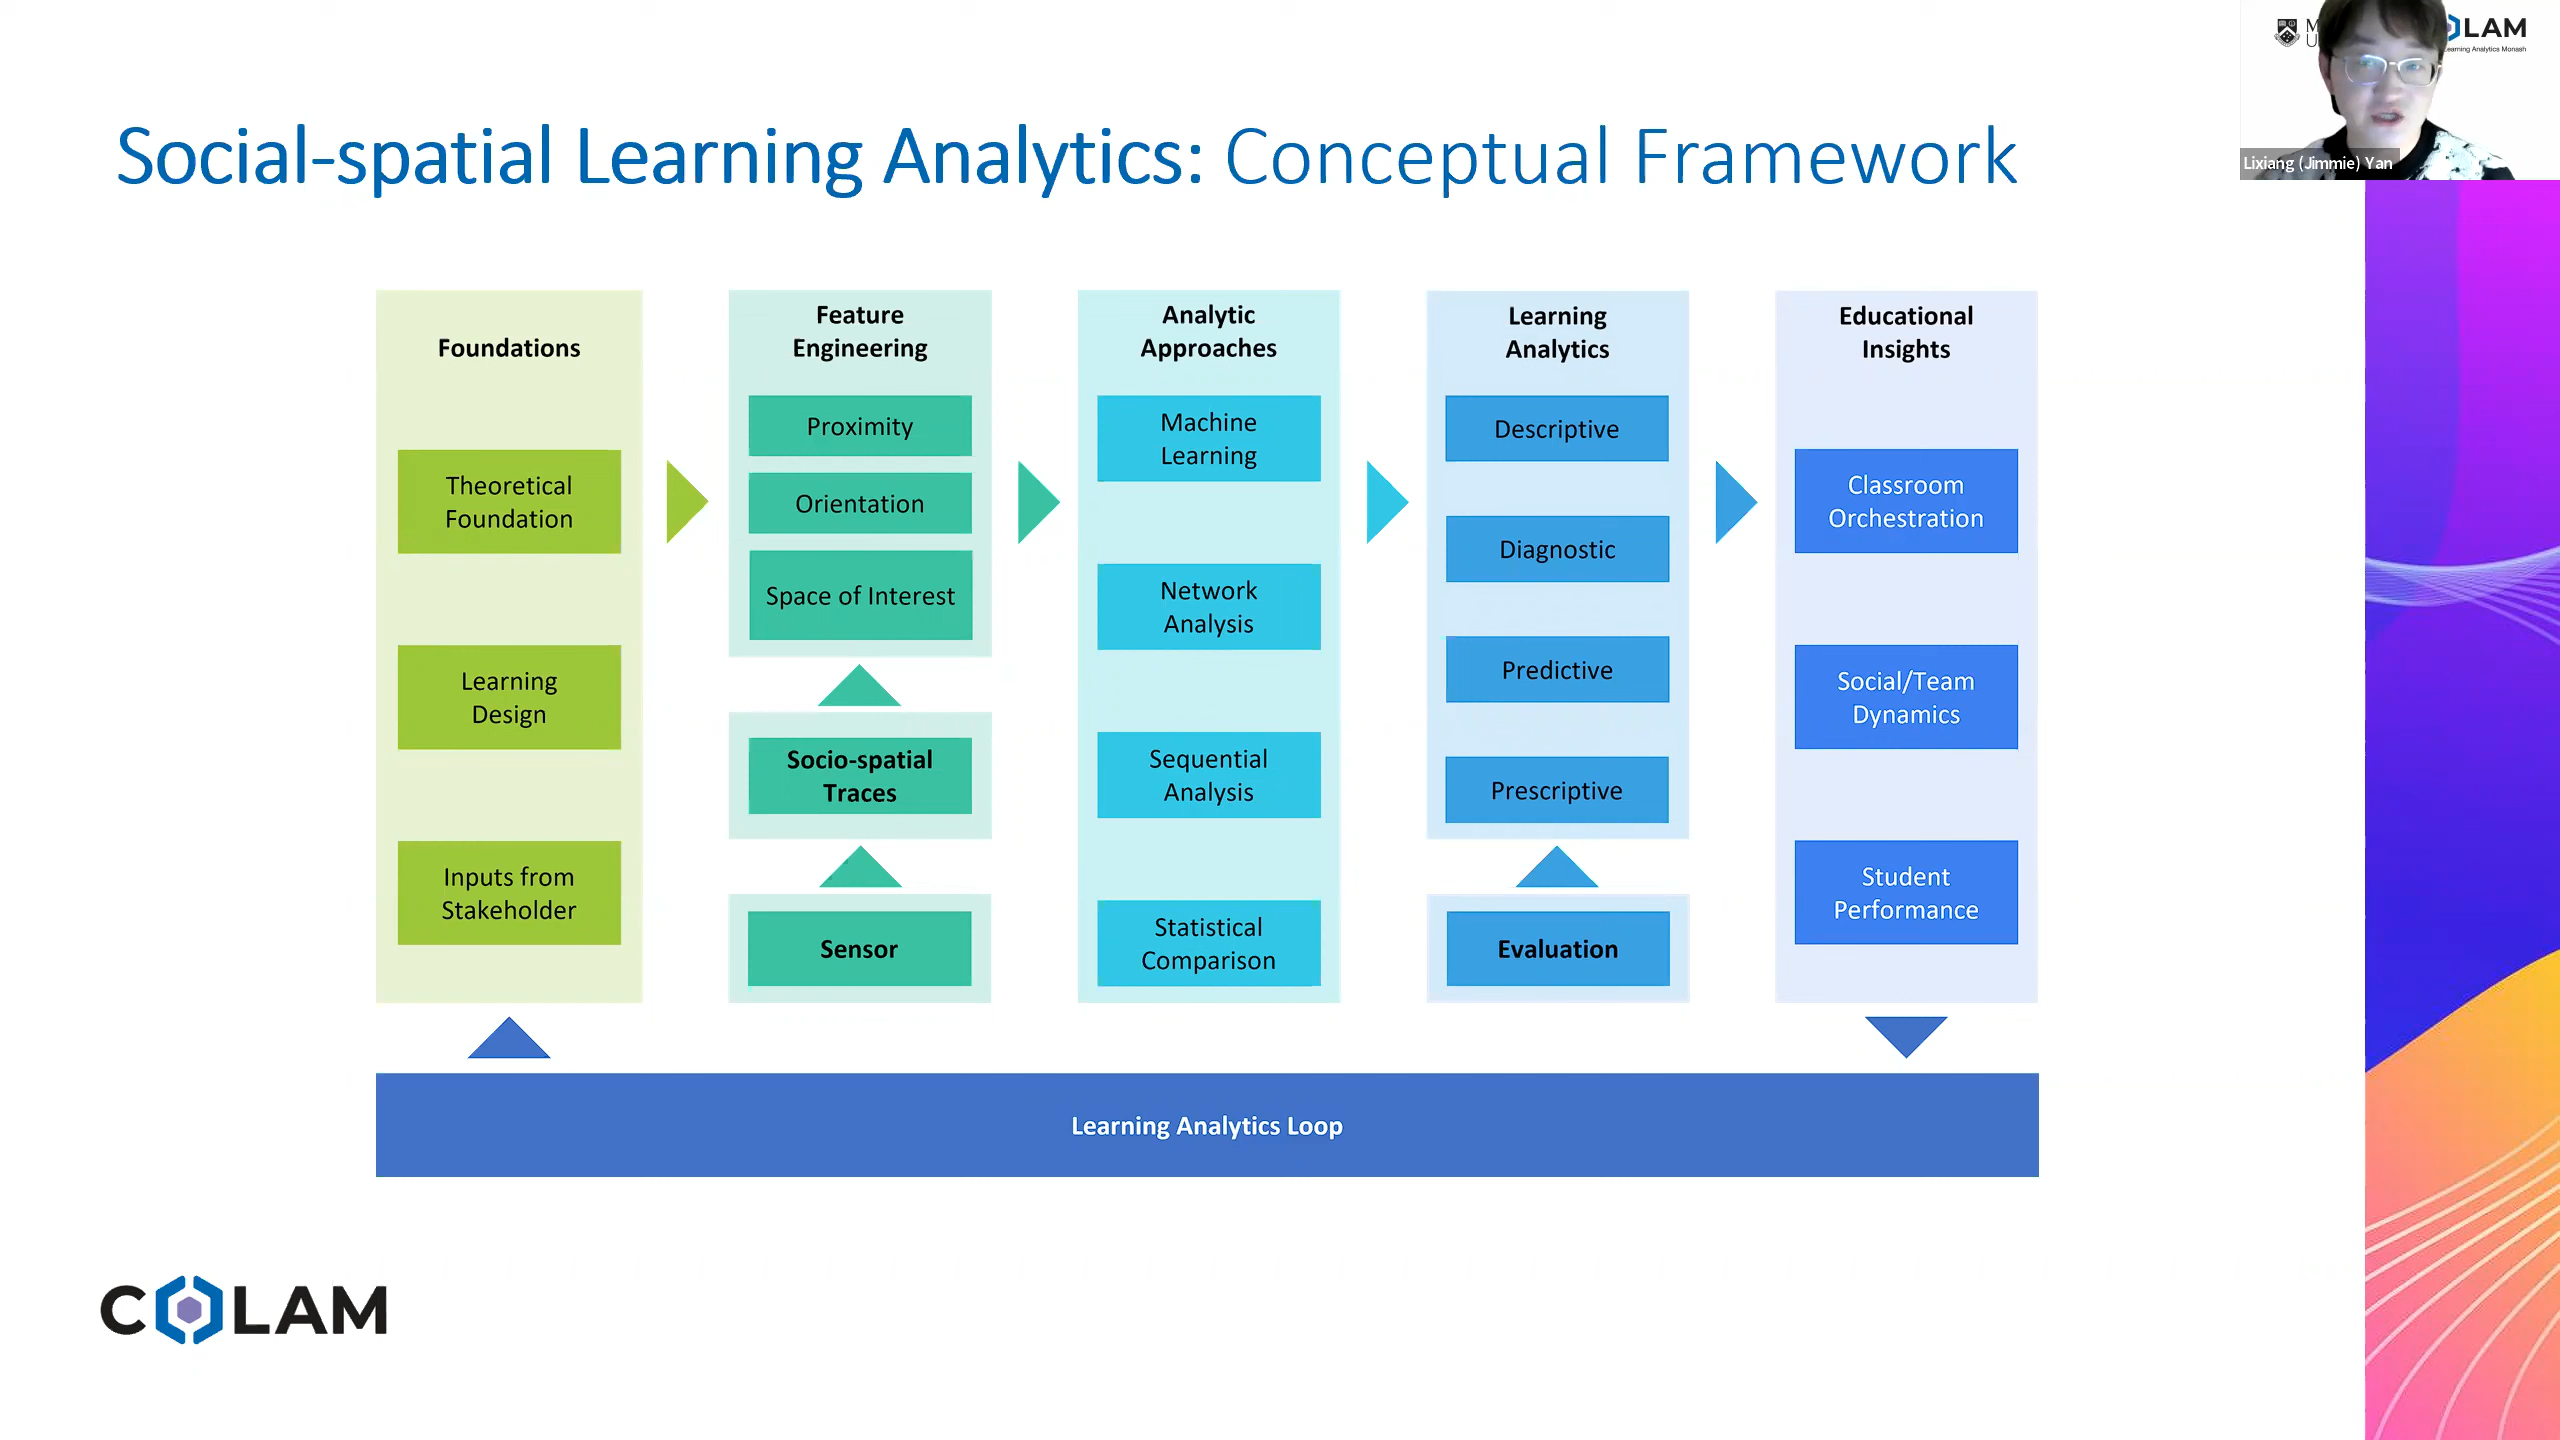 LAM
earning Analytics Monash
Lixiang (Jimmie) Yan
Social-spatial Learning Analytics: Conceptual Framework
Foundations
Theoretical
Foundation
Learning
Design
Inputs from
Stakeholder
Feature
Engineering
Proximity
Orientation
Space of Interest
Socio-spatial
Traces
Sensor
Analytic
Approaches
Machine
Learning
Network
Analysis
Sequential
Analysis
Statistical
Comparison
Learning
Analytics
Descriptive
Diagnostic
Predictive
Prescriptive
Evaluation
Educational
Insights
Classroom
Orchestration
Social/Team
Dynamics
Student
Performance
Learning Analytics Loop
COLAM